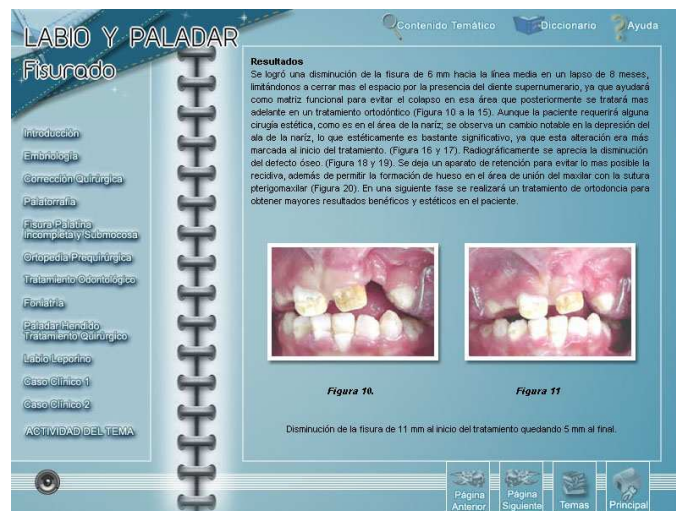 LABIO Y PALADAR
Fisurado
Contenido Temático
Diccionario
Ayuda
Introducción
Embriología
Corrección Quirurgica
Palatorrafia
Fisura Palatina
Incompleta y Submocosa
Ortopedia Prequirúrgica
Tratamiento Odontológico
Foniatría
Paladar Hendido
Tratamiento Quirurgico
Labio Leporino
Caso Clínico 1
Caso Clínico 2
ACTIVIDAD DEL TEMA
Resultados
Se logró una disminución de la fisura de 6 mm hacia la línea media en un lapso de 8 meses,
limitándonos a cerrar mas el espacio por la presencia del diente supernumerario, ya que ayudará
como matriz funcional para evitar el colapso en esa área que posteriormente se tratará mas
adelante en un tratamiento ortodóntico (Figura 10 a la 15). Aunque la paciente requerirá alguna
cirugía estética, como es en el área de la naríz; se observa un cambio notable en la depresión del
ala de la naríz, lo que estéticamente es bastante significativo, ya que esta alteración era más
marcada al inicio del tratamiento. (Figura 16 y 17). Radiográficamente se aprecia la disminución
del defecto óseo. (Figura 18 y 19). Se deja un aparato de retención para evitar lo mas posible la
recidiva, además de permitir la formación de hueso en el área de unión del maxilar con la sutura
pterigomaxilar (Figura 20). En una siguiente fase se realizará un tratamiento de ortodoncia para
obtener mayores resultados benéficos y estéticos en el paciente.
Figura 10.
Figura 11
Disminución de la fisura de 11 mm al inicio del tratamiento quedando 5 mm al final.
Página
Anterior
Página
Siguiente
Temas
Principal